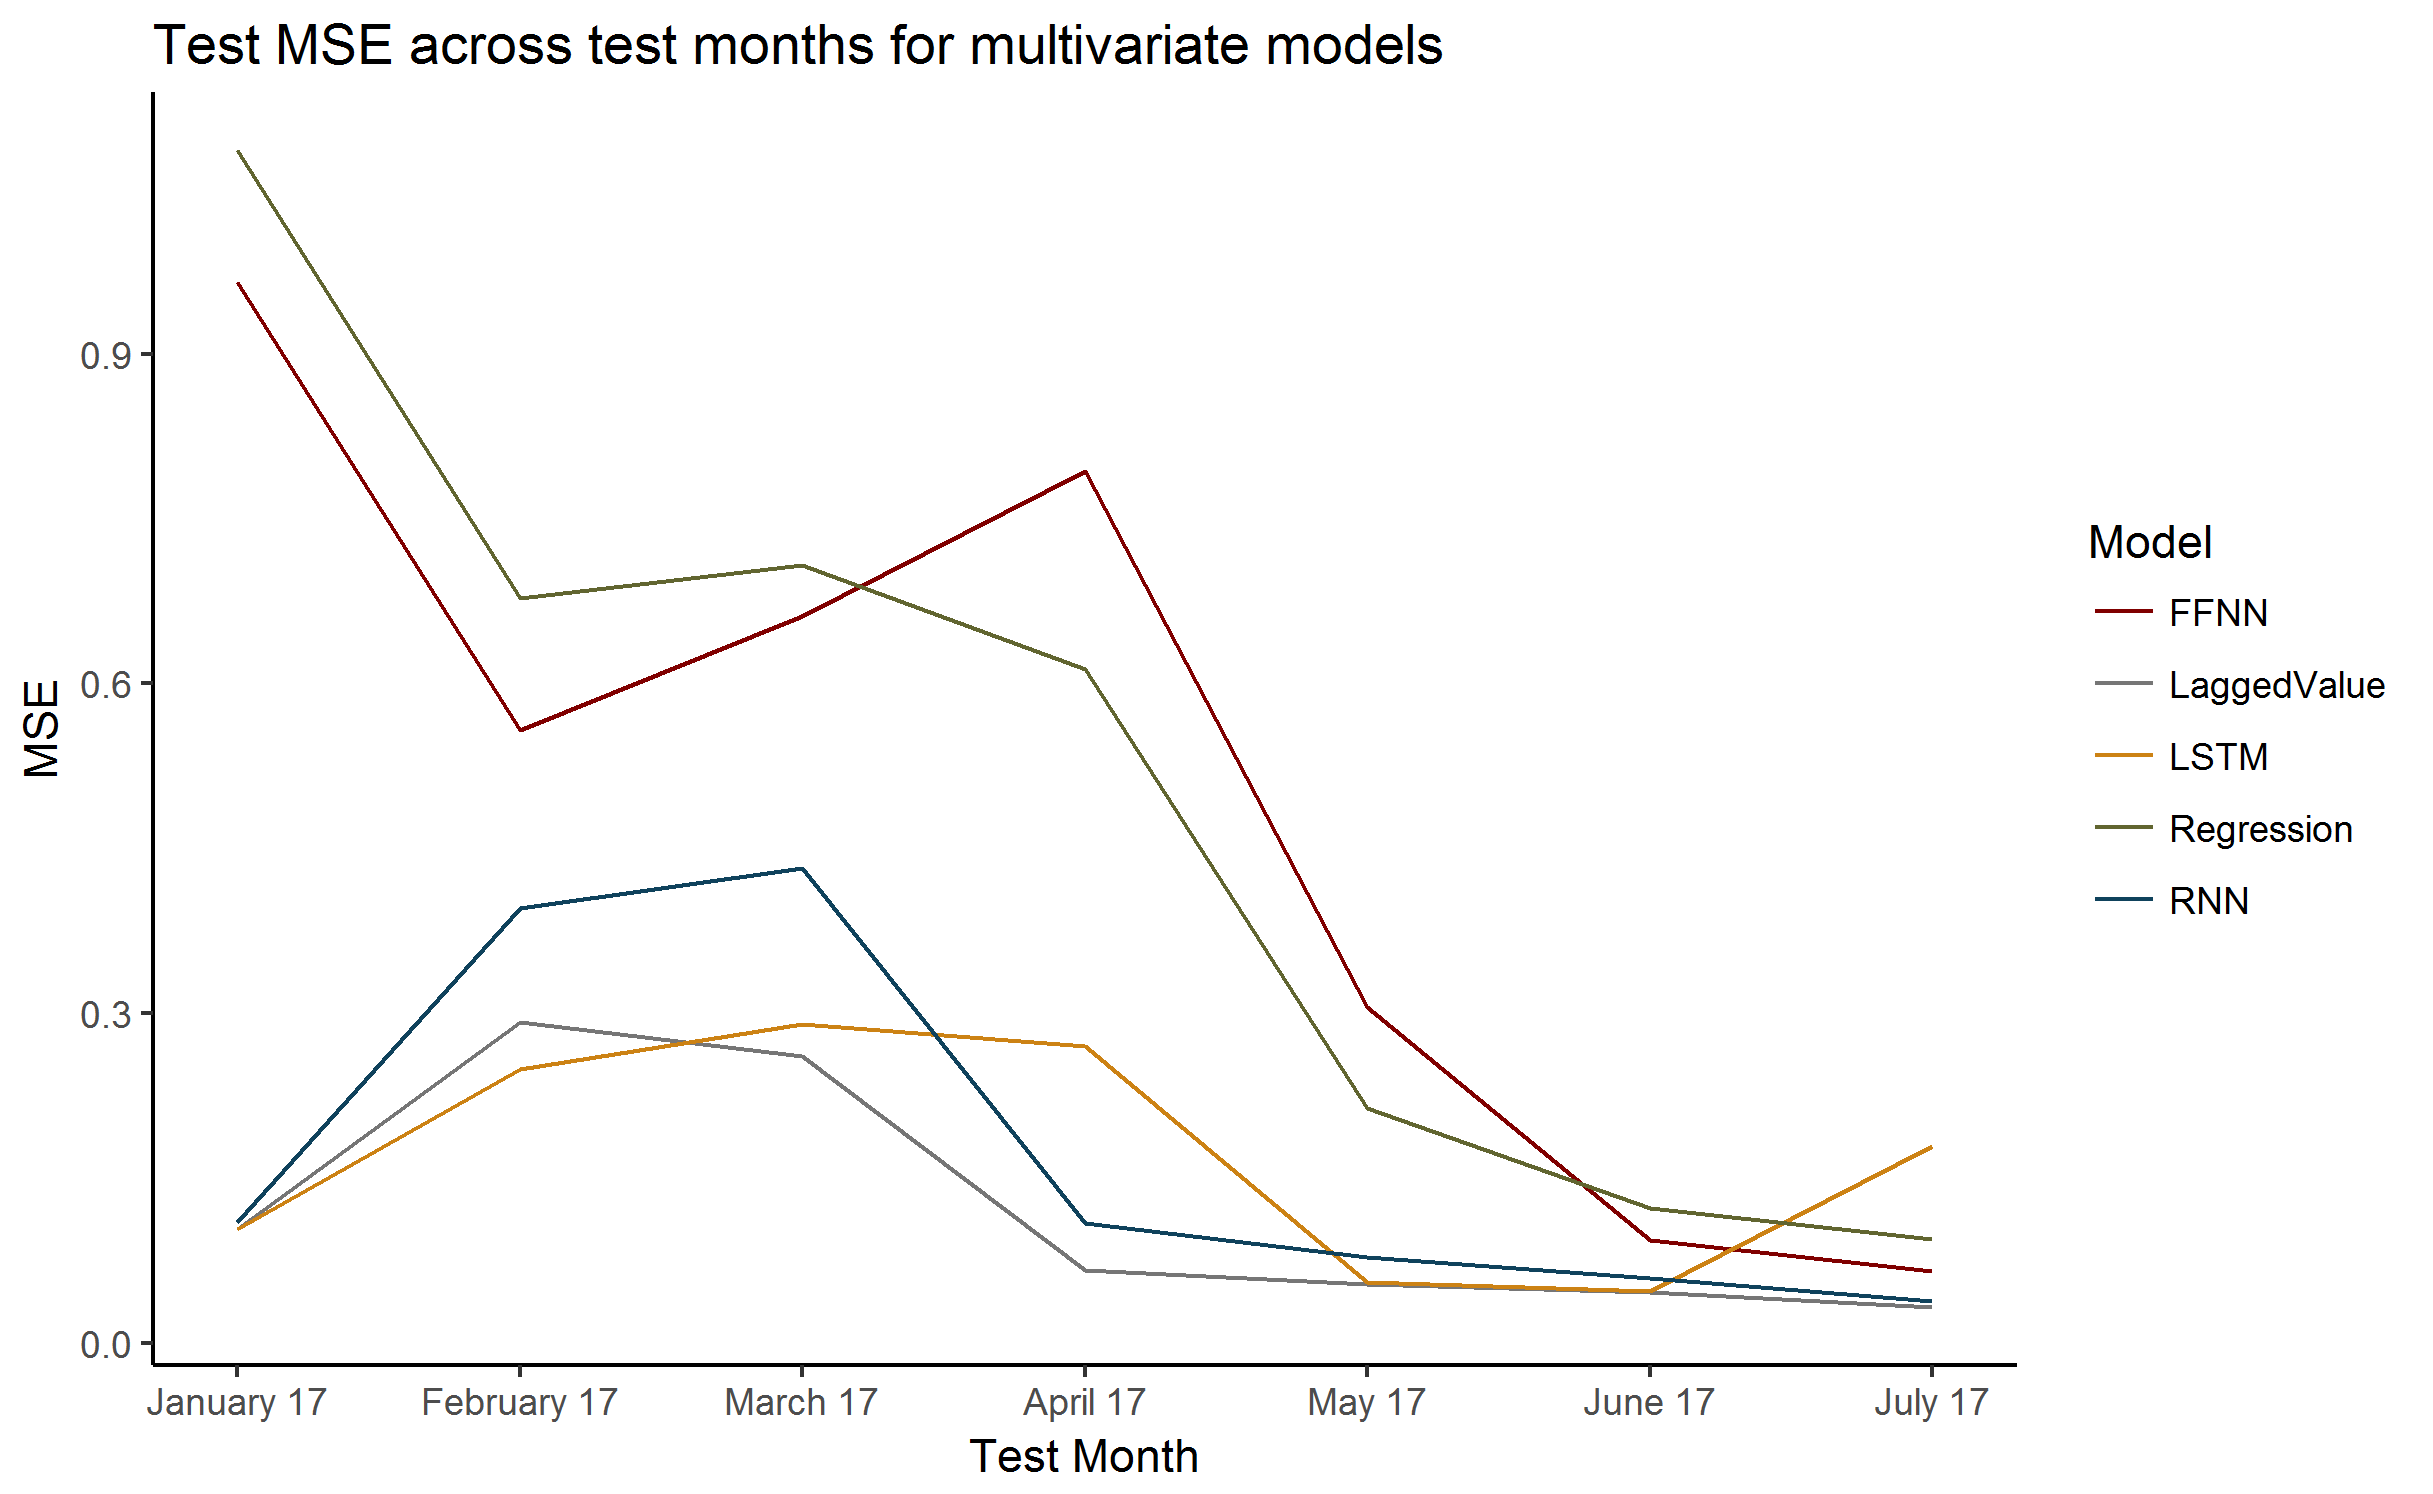 Test MSE across test months for multivariate models
MSE
0.9
0.6
0.3
0.0
January 17
February 17
March 17
April 17
May 17
June 17
July 17
Test Month
Model
FFNN
LaggedValue
LSTM
Regression
RNN